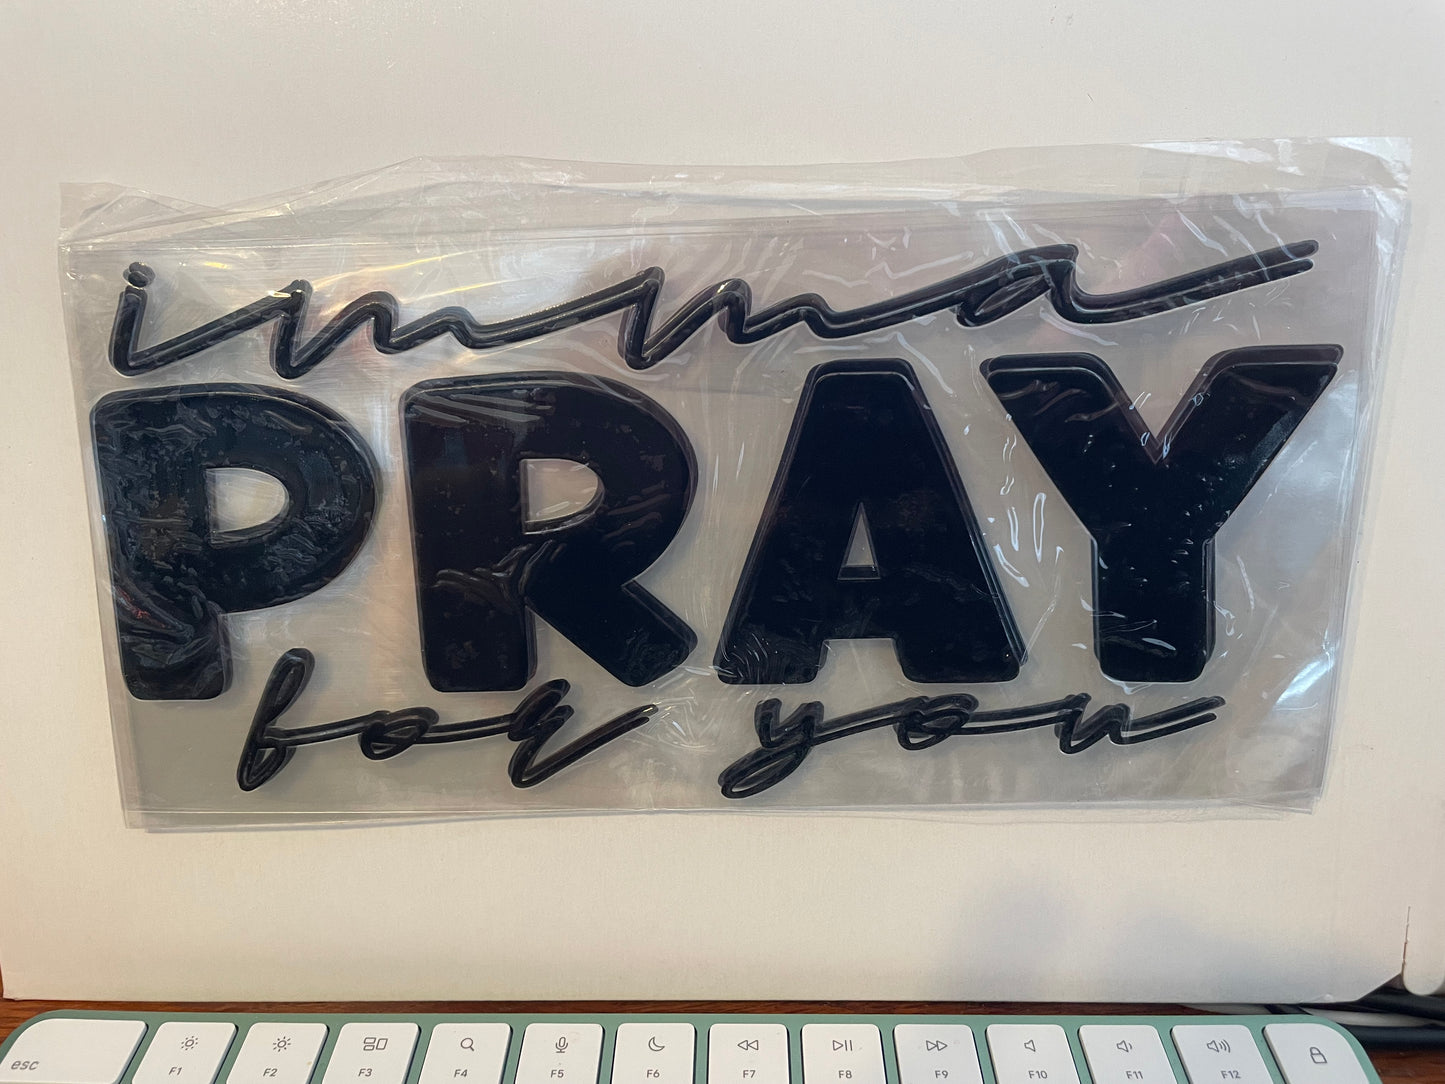 imma
PRAY
for you
esc F1 F2 F3 F4 F5 F6 F7 F8 F9 F10 F11 F12